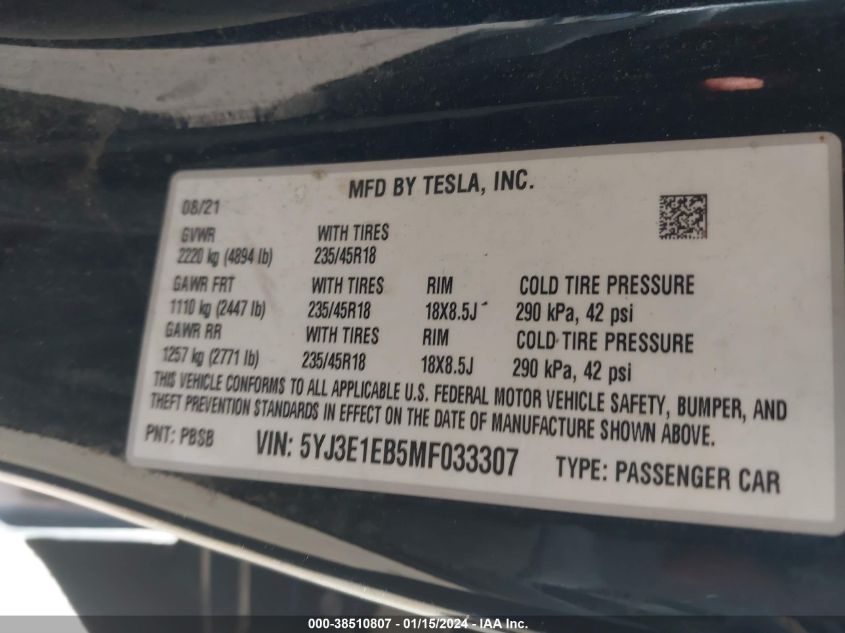 MFD BY TESLA, INC.
08/21
GVWR WITH TIRES
2220 kg (4894 lb) 235/45R18
GAWR FRT WITH TIRES RIM COLD TIRE PRESSURE
1110 kg (2447 lb) 235/45R18 18X8.5J 290 kPa, 42 psi
GAWR RR WITH TIRES RIM COLD TIRE PRESSURE
1257 kg (2771 lb) 235/45R18 18X8.5J 290 kPa, 42 psi
THIS VEHICLE CONFORMS TO ALL APPLICABLE U.S. FEDERAL MOTOR VEHICLE SAFETY, BUMPER, AND
THEFT PREVENTION STANDARDS IN EFFECT ON THE DATE OF MANUFACTURE SHOWN ABOVE.
PNT: PBSB VIN: 5YJ3E1EB5MF033307 TYPE: PASSENGER CAR
000-38510807 - 01/15/2024 - IAA Inc.